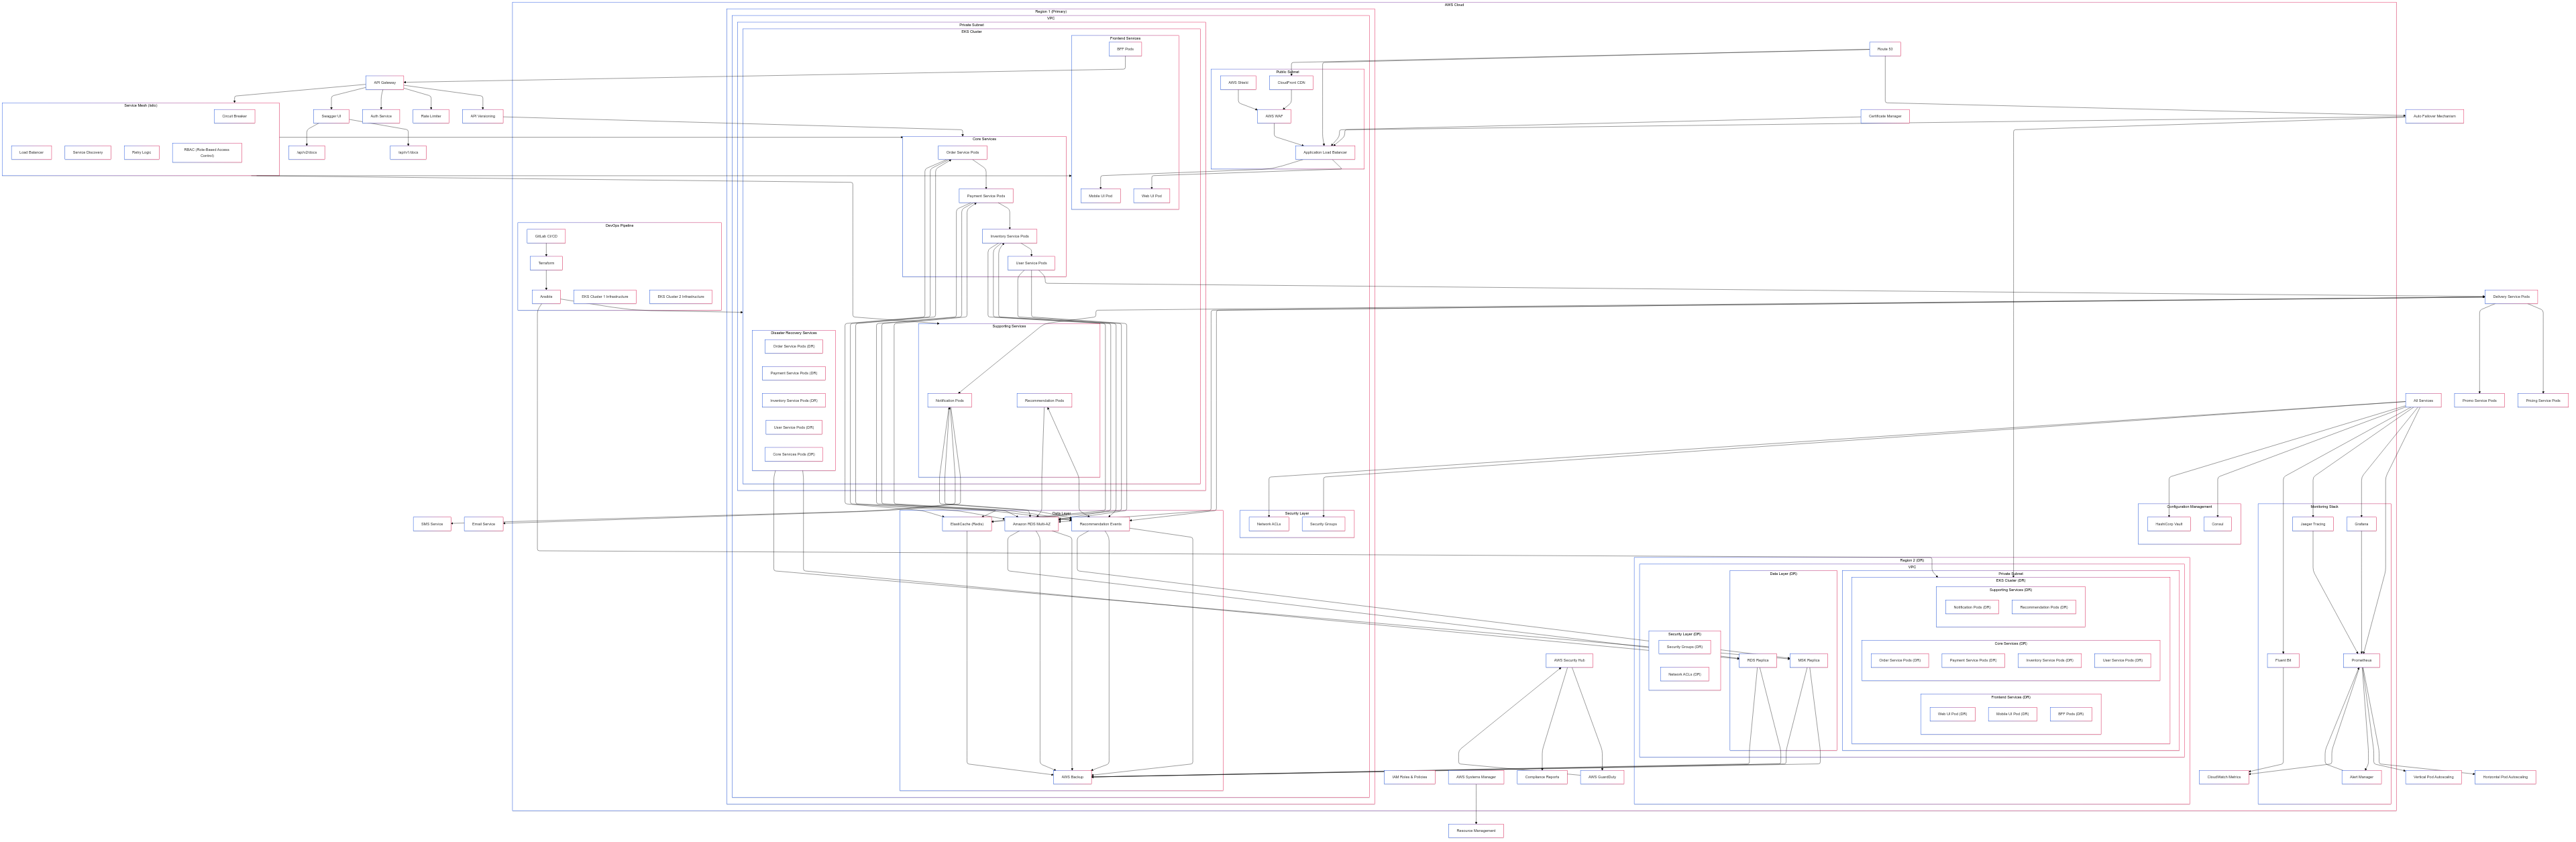 AWS Cloud
Region 1 (Primary)
VPC
Private Subnet
EKS Cluster
Frontend Services
BFF Pods
Route 53
Public Subnet
API Gateway
AWS Shield
CloudFront CDN
Service Mesh (Istio)
Circuit Breaker
Swagger UI
Auth Service
Rate Limiter
API Versioning
AWS WAF
Certificate Manager
Auto Failover Mechanism
Core Services
Load Balancer
Service Discovery
Retry Logic
RBAC (Role-Based Access
Control)
/api/v2/docs
/api/v1/docs
Order Service Pods
Application Load Balancer
Payment Service Pods
Mobile UI Pod
Web UI Pod
DevOps Pipeline
GitLab CI/CD
Inventory Service Pods
Terraform
User Service Pods
Ansible
EKS Cluster 1 Infrastructure
EKS Cluster 2 Infrastructure
Delivery Service Pods
Supporting Services
Disaster Recovery Services
Order Service Pods (DR)
Payment Service Pods (DR)
Inventory Service Pods (DR)
Notification Pods
Recommendation Pods
All Services
Promo Service Pods
Pricing Service Pods
User Service Pods (DR)
Core Services Pods (DR)
Configuration Management
Monitoring Stack
Data Layer
Security Layer
SMS Service
Email Service
ElastiCache (Redis)
Amazon RDS Multi-AZ
Recommendation Events
Network ACLs
Security Groups
HashiCorp Vault
Consul
Jaeger Tracing
Grafana
Region 2 (DR)
VPC
Data Layer (DR)
Private Subnet
EKS Cluster (DR)
Supporting Services (DR)
Notification Pods (DR)
Recommendation Pods (DR)
Security Layer (DR)
Security Groups (DR)
Core Services (DR)
AWS Security Hub
RDS Replica
MSK Replica
Order Service Pods (DR)
Payment Service Pods (DR)
Inventory Service Pods (DR)
User Service Pods (DR)
Fluent Bit
Prometheus
Network ACLs (DR)
Frontend Services (DR)
Web UI Pod (DR)
Mobile UI Pod (DR)
BFF Pods (DR)
AWS Backup
IAM Roles & Policies
AWS Systems Manager
Compliance Reports
AWS GuardDuty
CloudWatch Metrics
Alert Manager
Vertical Pod Autoscaling
Horizontal Pod Autoscaling
Resource Management